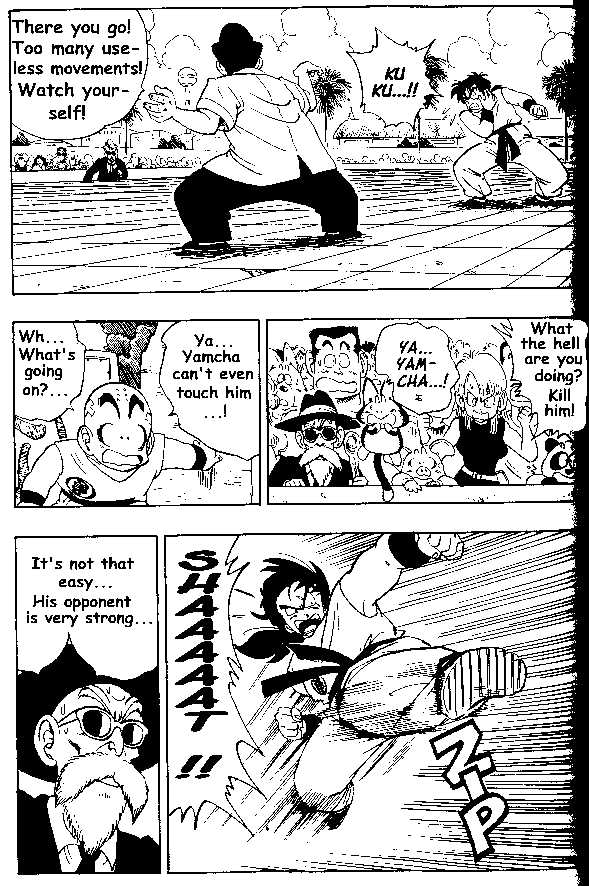 There you go!
Too many use-
less movements!
Watch your-
self!
KU
KU...!!
Wh...
What's
going
on?...
Ya...
Yamcha
can't even
touch him
...!
YA...
YAM-
CHA...!
What
the hell
are you
doing?
Kill
him!
It's not that
easy...
His opponent
is very strong...
SHAAAAAT !!
ZIP